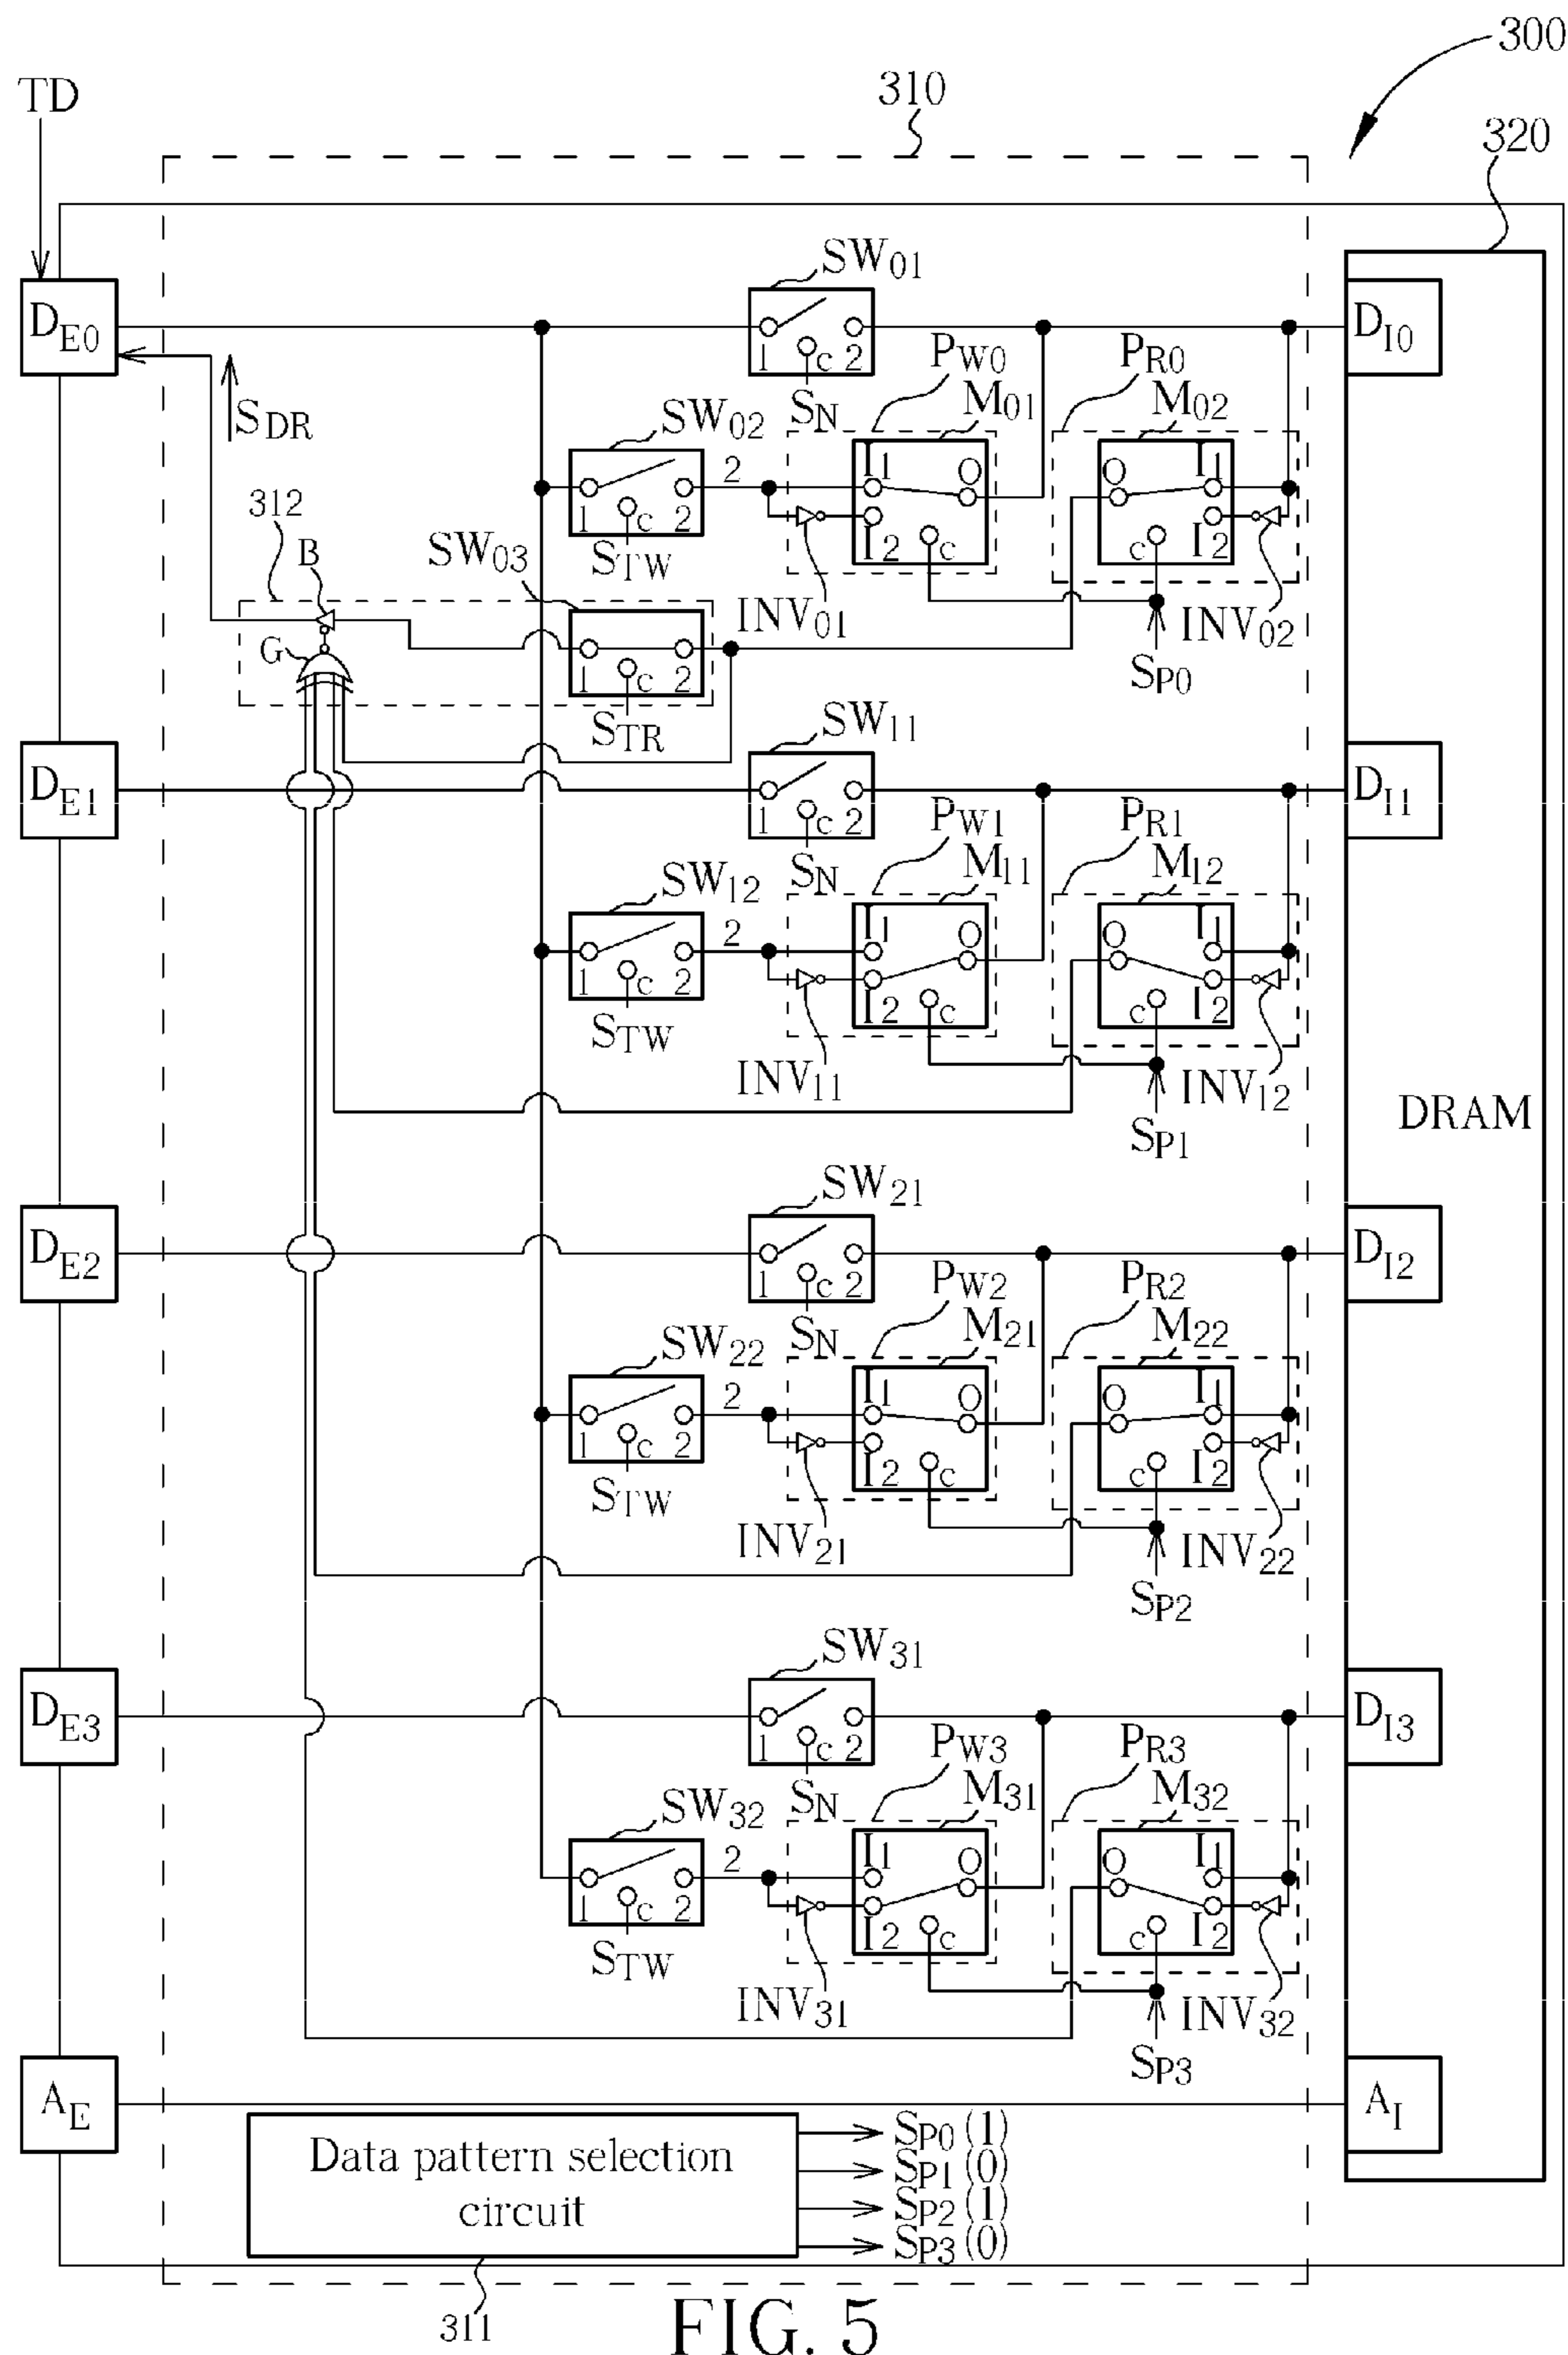 300
TD
310
320
SW01
DE0
DI0
1 c 2
PW0
PR0
SN
M01
M02
SDR
SW02
2
I1
O
O
I1
312
1 c 2
I2
c
c
I2
B
SW03
STW
INV01
INV02
G
SP0
1 c 2
STR
SW11
DE1
DI1
1 c 2
PW1
PR1
SN
M11
M12
SW12
2
I1
O
O
I1
1 c 2
I2
c
c
I2
STW
INV11
INV12
DRAM
SP1
SW21
DE2
DI2
1 c 2
PW2
PR2
SN
M21
M22
SW22
2
I1
O
O
I1
1 c 2
I2
c
c
I2
STW
INV21
INV22
SP2
SW31
DE3
DI3
1 c 2
PW3
PR3
SN
M31
M32
SW32
2
I1
O
O
I1
1 c 2
I2
c
c
I2
STW
INV31
INV32
SP3
AE
AI
Data pattern selection
circuit
SP0 (1)
SP1 (0)
SP2 (1)
SP3 (0)
311
FIG. 5